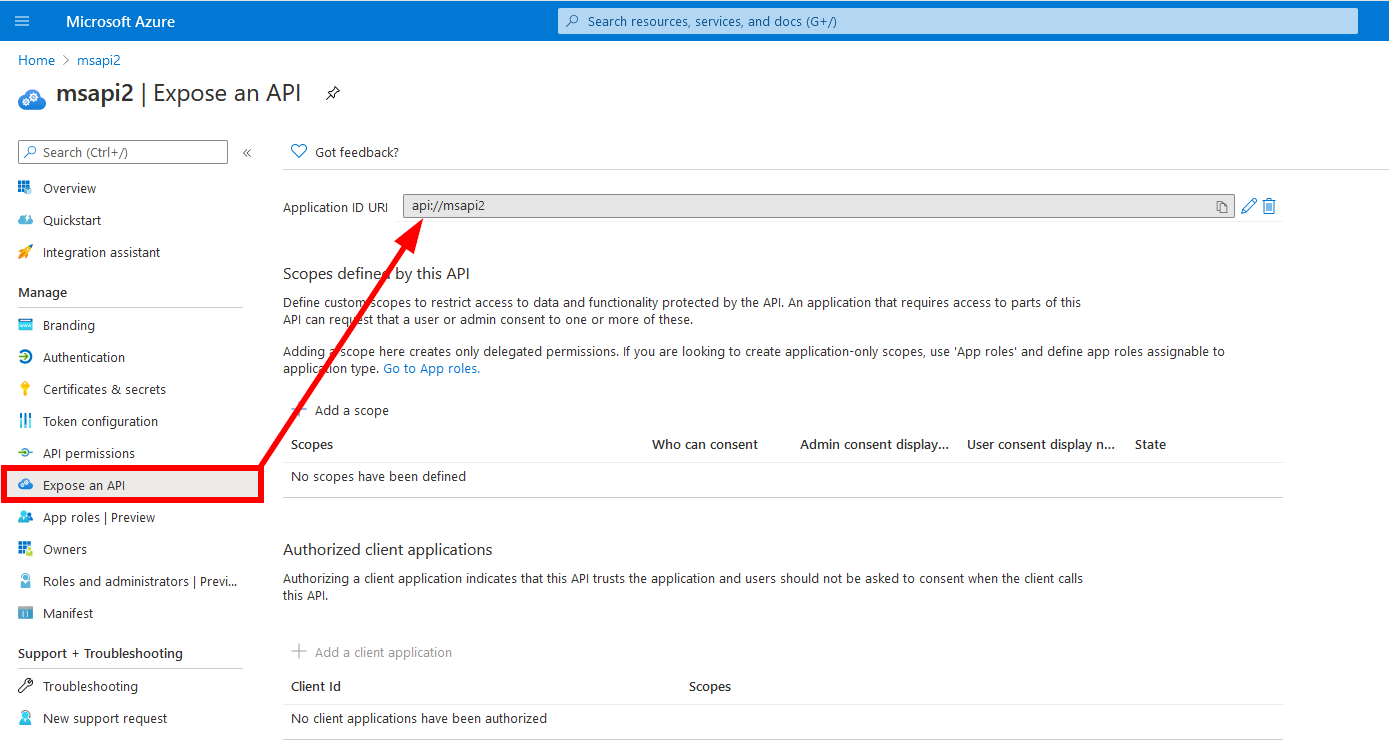 Microsoft Azure
Search resources, services, and docs (G+/)
Home > msapi2
msapi2 | Expose an API
Search (Ctrl+/)
«
Overview
Quickstart
Integration assistant
Manage
Branding
Authentication
Certificates & secrets
Token configuration
API permissions
Expose an API
App roles | Preview
Owners
Roles and administrators | Previ...
Manifest
Support + Troubleshooting
Troubleshooting
New support request
Got feedback?
Application ID URI api://msapi2
Scopes defined by this API
Define custom scopes to restrict access to data and functionality protected by the API. An application that requires access to parts of this
API can request that a user or admin consent to one or more of these.
Adding a scope here creates only delegated permissions. If you are looking to create application-only scopes, use 'App roles' and define app roles assignable to
application type. Go to App roles.
Add a scope
Scopes Who can consent Admin consent display... User consent display n... State
No scopes have been defined
Authorized client applications
Authorizing a client application indicates that this API trusts the application and users should not be asked to consent when the client calls
this API.
Add a client application
Client Id Scopes
No client applications have been authorized